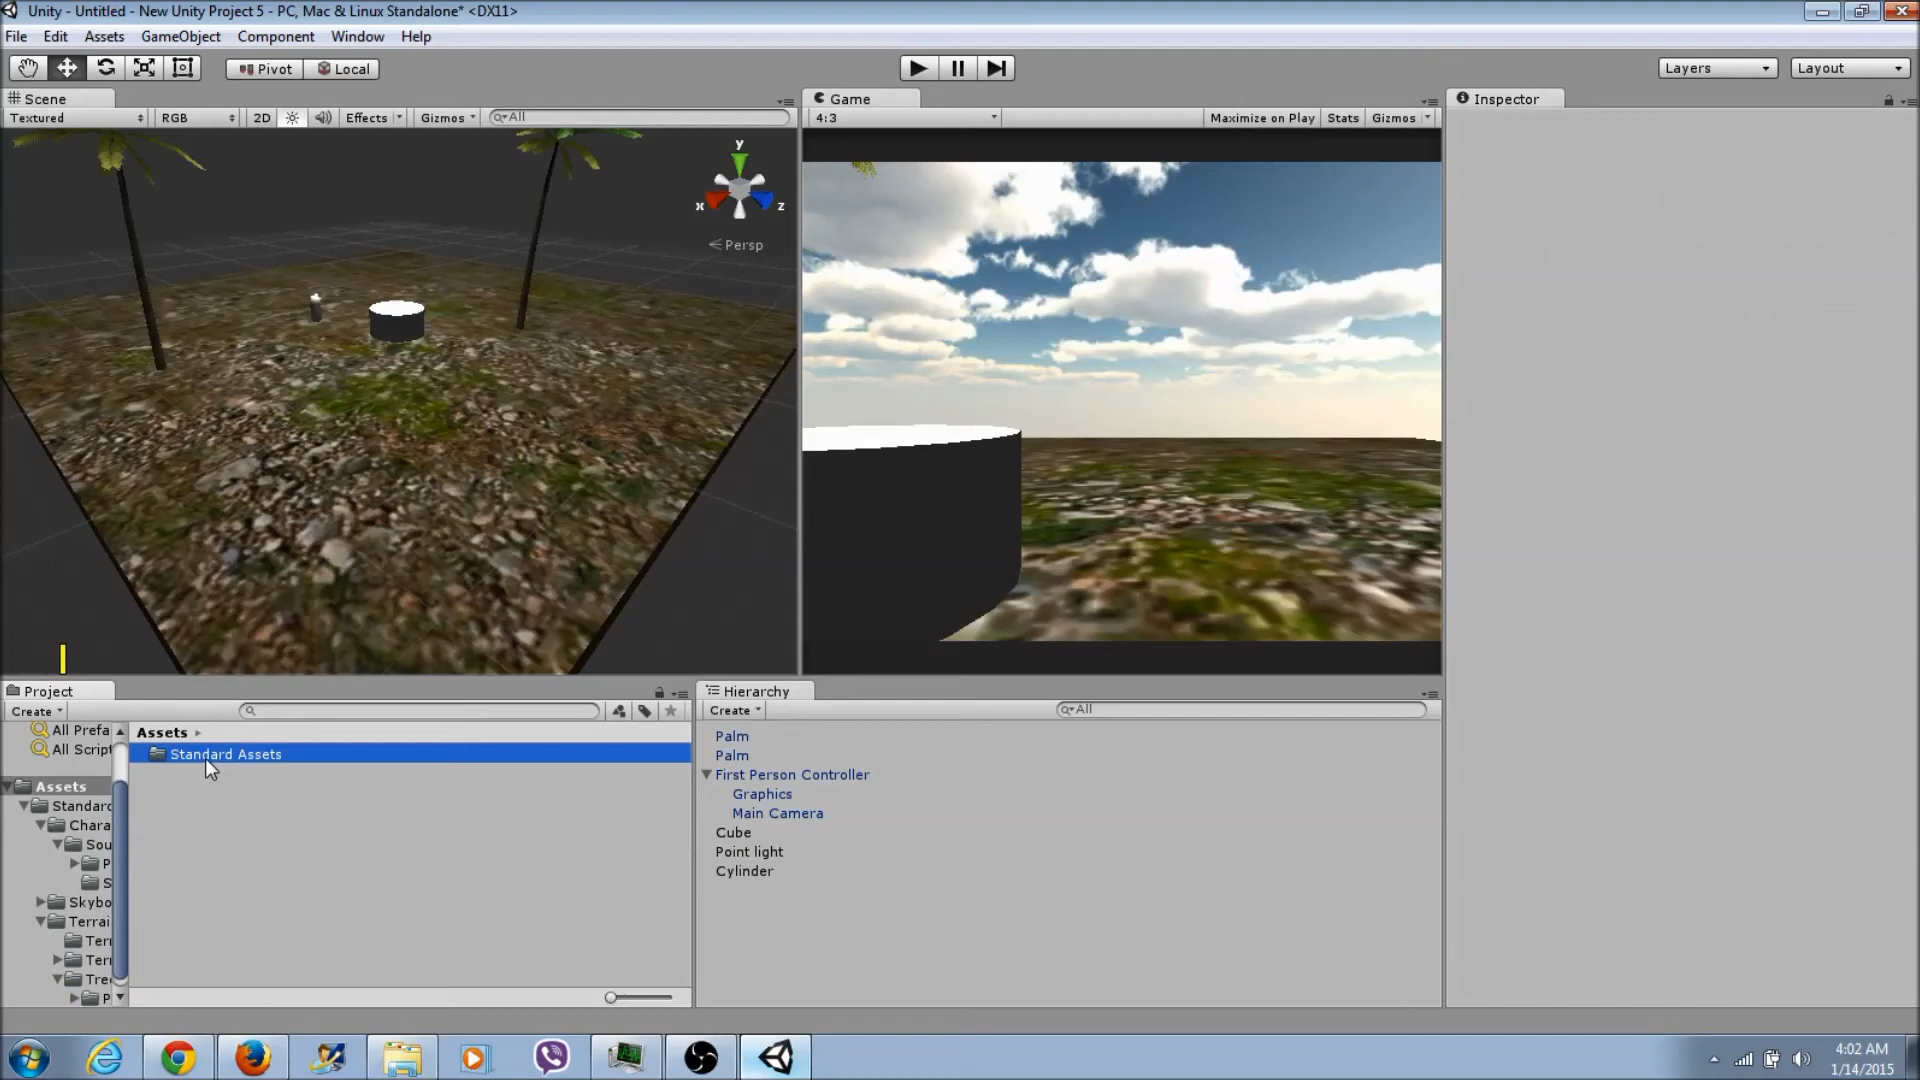 Unity - Untitled - New Unity Project 5 - PC, Mac & Linux Standalone* <DX11>
File Edit Assets GameObject Component Window Help
Pivot Local Layers Layout
Scene Game Inspector
Textured RGB 2D Effects Gizmos All 4:3 Maximize on Play Stats Gizmos
y
x z
Persp
Project
Create
All Prefa
All Script
Assets
Standard
Chara
Sou
P
S
Skybo
Terrai
Terr
Terr
Tree
P
Assets
Standard Assets
Hierarchy
Create All
Palm
Palm
First Person Controller
Graphics
Main Camera
Cube
Point light
Cylinder
4:02 AM
1/14/2015